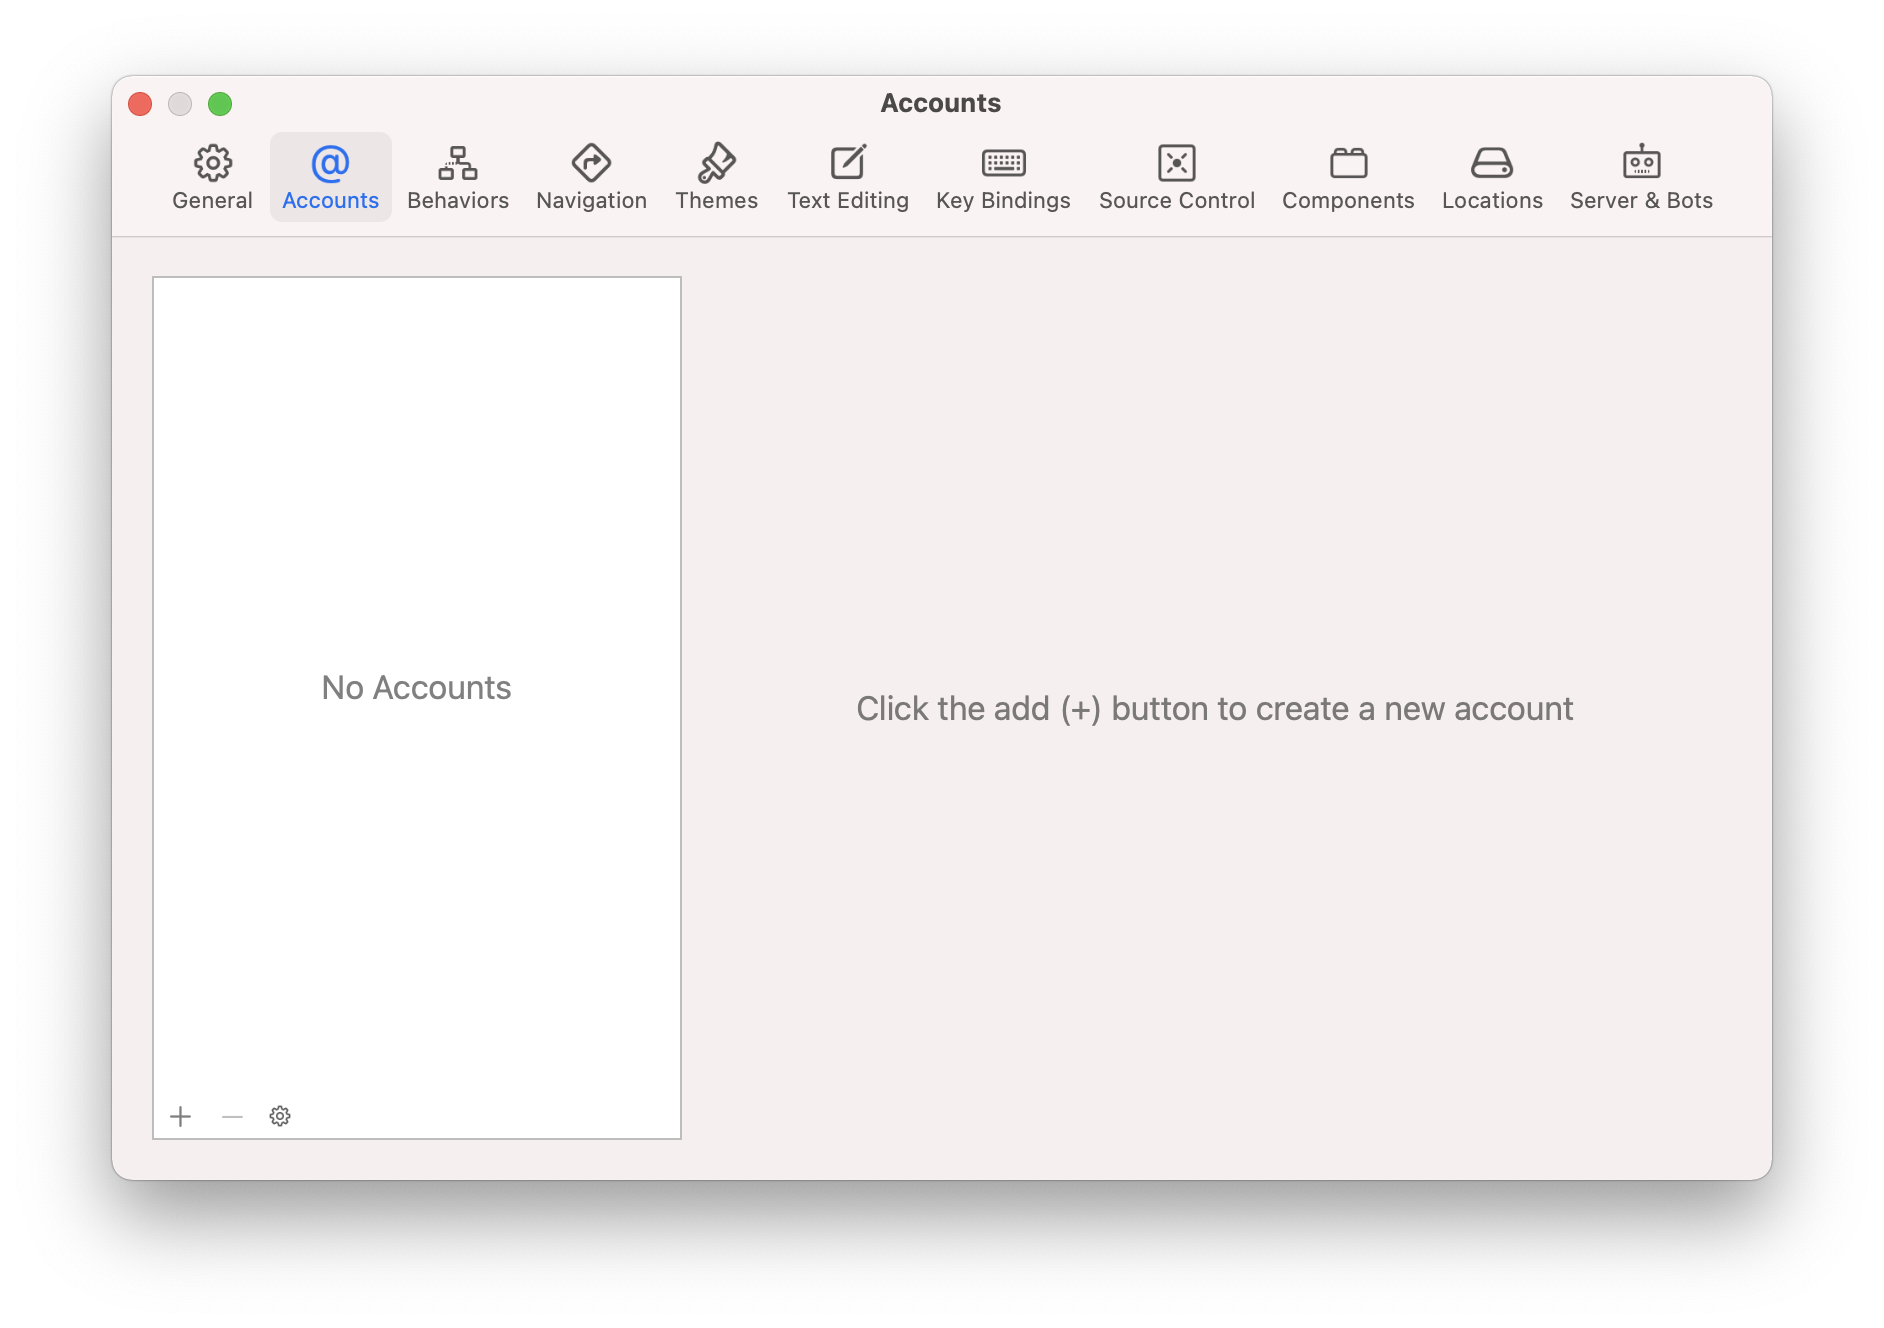 Accounts
General
Accounts
Behaviors
Navigation
Themes
Text Editing
Key Bindings
Source Control
Components
Locations
Server & Bots
No Accounts
Click the add (+) button to create a new account